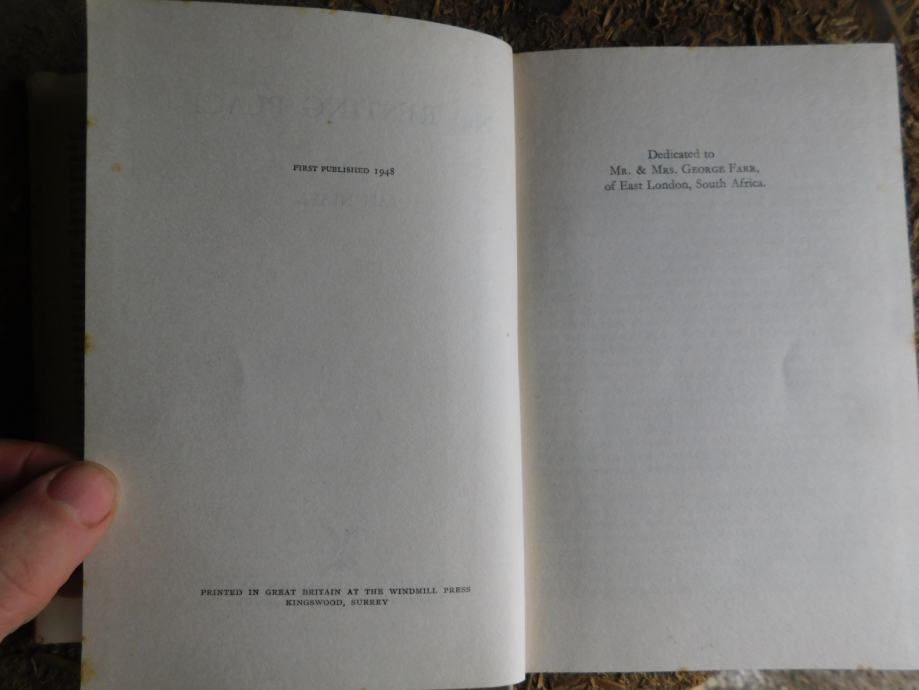 FIRST PUBLISHED 1948
PRINTED IN GREAT BRITAIN AT THE WINDMILL PRESS
KINGSWOOD, SURREY
Dedicated to
MR. & MRS. GEORGE FARR,
of East London, South Africa.